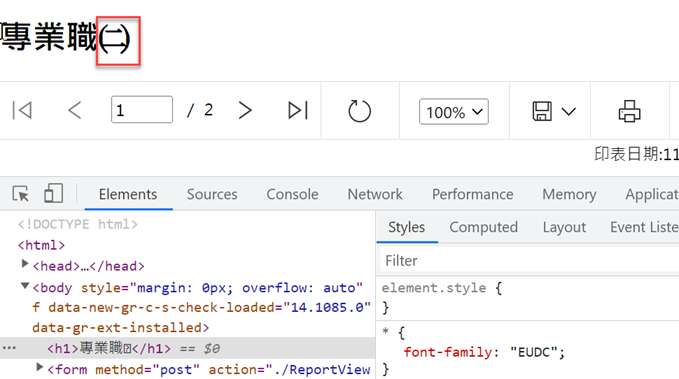 專業職㈡
1 / 2 100%
印表日期:11
Elements Sources Console Network Performance Memory Applicat
<!DOCTYPE html>
<html>
<head>…</head>
<body style="margin: 0px; overflow: auto"
f data-new-gr-c-s-check-loaded="14.1085.0"
data-gr-ext-installed>
<h1>專業職</h1> == $0
<form method="post" action="./ReportView
Styles Computed Layout Event Liste
Filter
element.style {
}
* {
font-family: "EUDC";
}